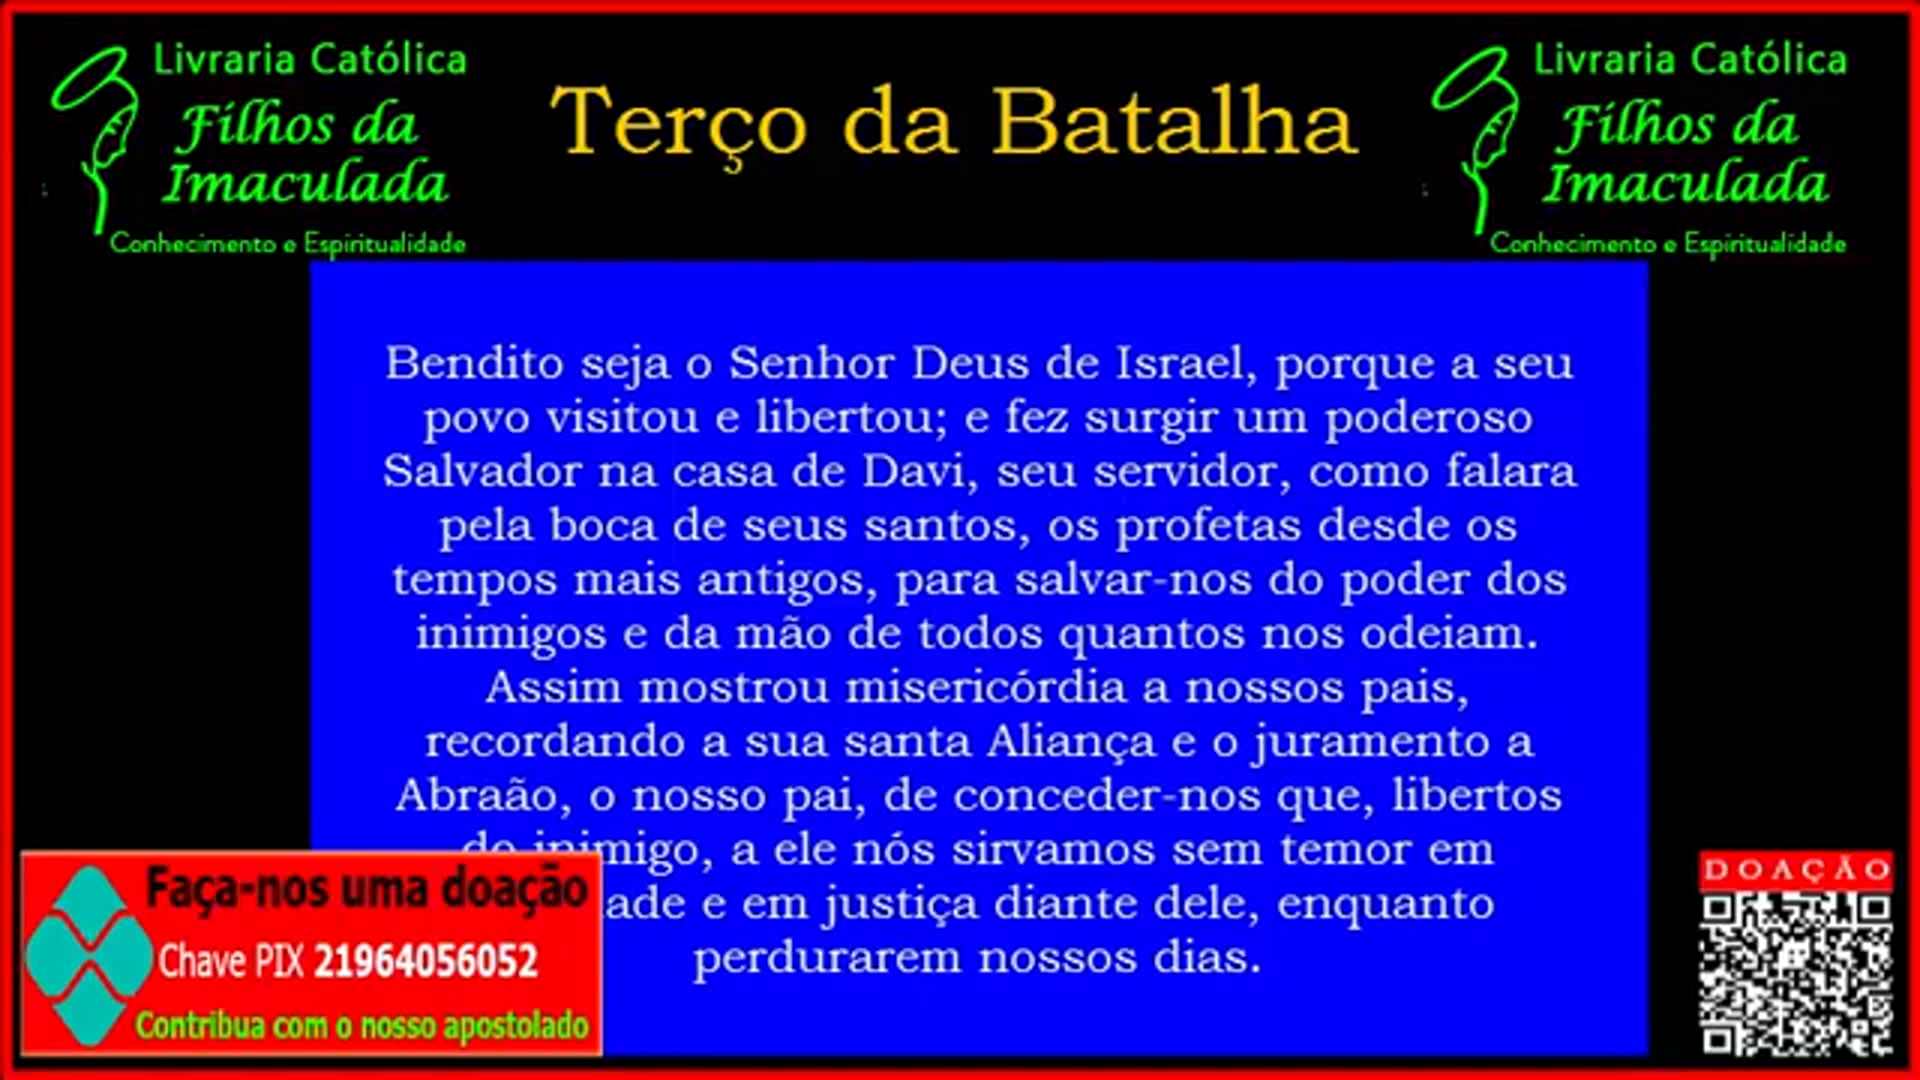 Livraria Católica
Filhos da
Imaculada
Conhecimento e Espiritualidade
Terço da Batalha
Livraria Católica
Filhos da
Imaculada
Conhecimento e Espiritualidade
Bendito seja o Senhor Deus de Israel, porque a seu
povo visitou e libertou; e fez surgir um poderoso
Salvador na casa de Davi, seu servidor, como falara
pela boca de seus santos, os profetas desde os
tempos mais antigos, para salvar-nos do poder dos
inimigos e da mão de todos quantos nos odeiam.
Assim mostrou misericórdia a nossos pais,
recordando a sua santa Aliança e o juramento a
Abraão, o nosso pai, de conceder-nos que, libertos
do inimigo, a ele nós sirvamos sem temor em
e em justiça diante dele, enquanto
perdurarem nossos dias.
Faça-nos uma doação
Chave PIX 21964056052
Contribua com o nosso apostolado
DOAÇÃO